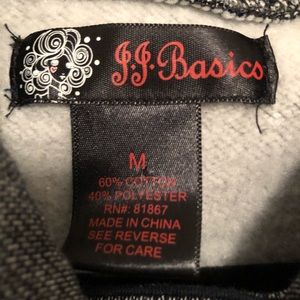 J.J. Basics
M
60% COTTON
40% POLYESTER
RN#: 81867
MADE IN CHINA
SEE REVERSE
FOR CARE